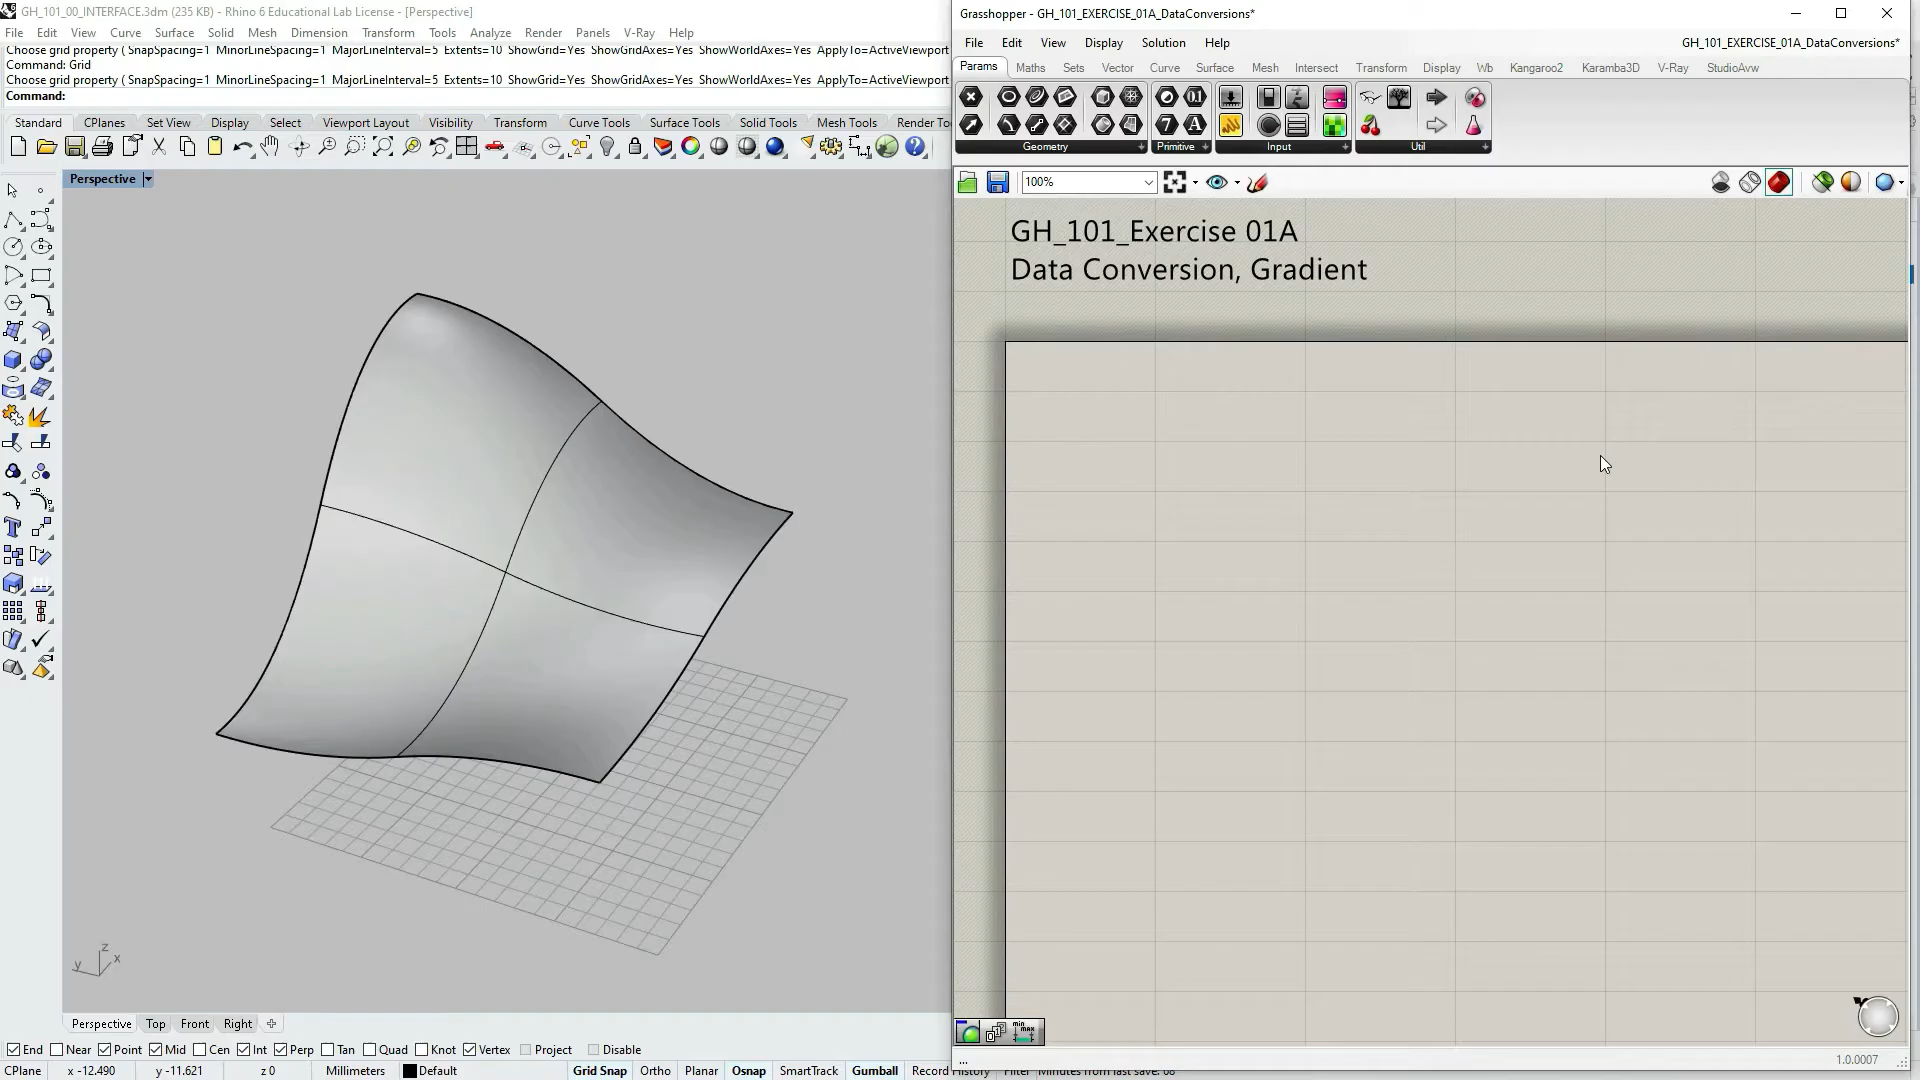 GH_101_00_INTERFACE.3dm (235 KB) - Rhino 6 Educational Lab License - [Perspective]
File Edit View Curve Surface Solid Mesh Dimension Transform Tools Analyze Render Panels V-Ray Help
Choose grid property ( SnapSpacing=1 MinorLineSpacing=1 MajorLineInterval=5 Extents=10 ShowGrid=Yes ShowGridAxes=Yes ShowWorldAxes=Yes ApplyTo=ActiveViewport
Command: Grid
Choose grid property ( SnapSpacing=1 MinorLineSpacing=1 MajorLineInterval=5 Extents=10 ShowGrid=Yes ShowGridAxes=Yes ShowWorldAxes=Yes ApplyTo=ActiveViewport
Command:
Standard CPlanes Set View Display Select Viewport Layout Visibility Transform Curve Tools Surface Tools Solid Tools Mesh Tools Render To
Perspective
z
y x
Perspective Top Front Right
End Near Point Mid Cen Int Perp Tan Quad Knot Vertex Project Disable
CPlane x -12.490 y -11.621 z 0 Millimeters Default Grid Snap Ortho Planar Osnap SmartTrack Gumball Record History Filter Minutes from last save: 68
Grasshopper - GH_101_EXERCISE_01A_DataConversions*
File Edit View Display Solution Help GH_101_EXERCISE_01A_DataConversions*
Params Maths Sets Vector Curve Surface Mesh Intersect Transform Display Wb Kangaroo2 Karamba3D V-Ray StudioAvw
Geometry Primitive Input Util
100%
GH_101_Exercise 01A
Data Conversion, Gradient
min
max
... 1.0.0007